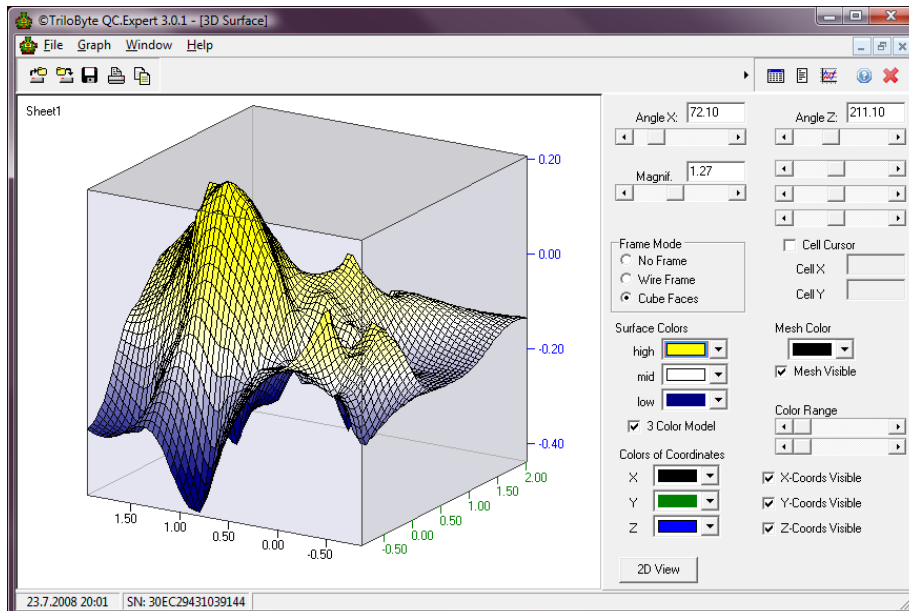 ©TriloByte QC.Expert 3.0.1 - [3D Surface]
File Graph Window Help
Sheet1
0.20
0.00
-0.20
-0.40
1.50 1.00 0.50 0.00 -0.50
-0.50 0.00 0.50 1.00 1.50 2.00
Angle X: 72.10
Angle Z: 211.10
Magnif. 1.27
Frame Mode
No Frame
Wire Frame
Cube Faces
Cell Cursor
Cell X
Cell Y
Surface Colors
high
mid
low
3 Color Model
Mesh Color
Mesh Visible
Color Range
Colors of Coordinates
X
Y
Z
X-Coords Visible
Y-Coords Visible
Z-Coords Visible
2D View
23.7.2008 20:01 SN: 30EC29431039144